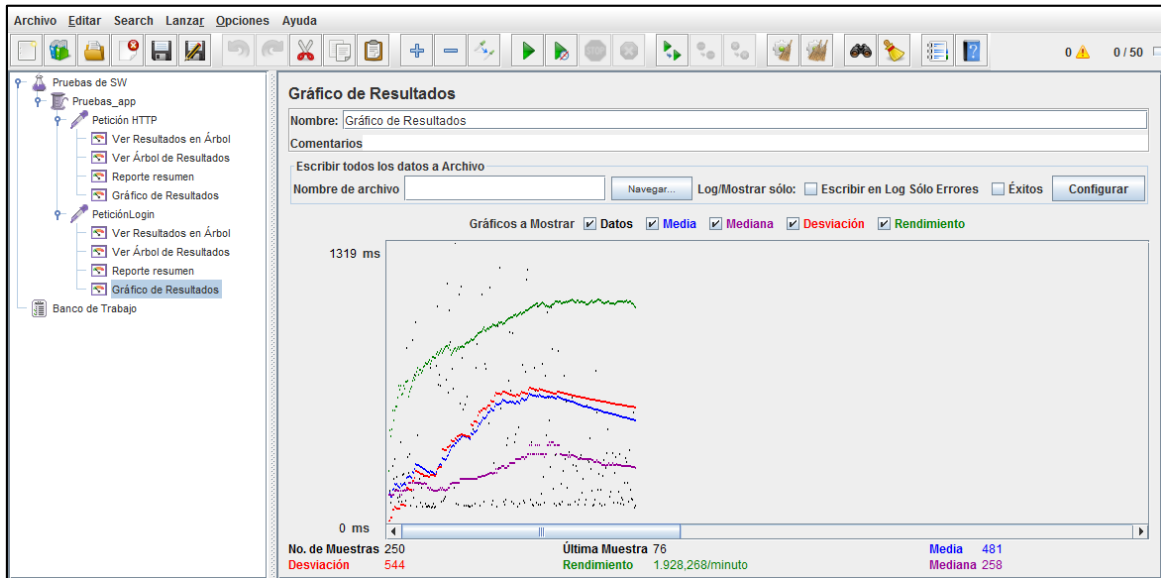 Archivo Editar Search Lanzar Opciones Ayuda
STOP
0 0 / 50
Pruebas de SW
Pruebas_app
Petición HTTP
Ver Resultados en Árbol
Ver Árbol de Resultados
Reporte resumen
Gráfico de Resultados
PeticiónLogin
Ver Resultados en Árbol
Ver Árbol de Resultados
Reporte resumen
Gráfico de Resultados
Banco de Trabajo
Gráfico de Resultados
Nombre: Gráfico de Resultados
Comentarios
Escribir todos los datos a Archivo
Nombre de archivo Navegar... Log/Mostrar sólo: Escribir en Log Sólo Errores Éxitos Configurar
Gráficos a Mostrar Datos Media Mediana Desviación Rendimiento
1319 ms
0 ms
No. de Muestras 250 Última Muestra 76 Media 481
Desviación 544 Rendimiento 1.928,268/minuto Mediana 258